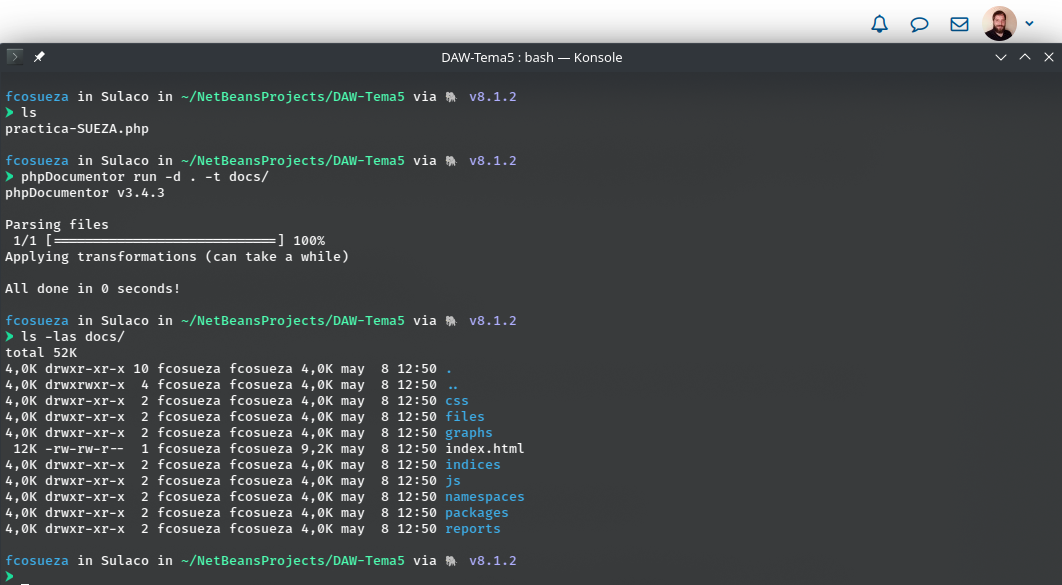 DAW-Tema5 : bash — Konsole
fcosueza in Sulaco in ~/NetBeansProjects/DAW-Tema5 via 🐘 v8.1.2
❯ ls
practica-SUEZA.php
fcosueza in Sulaco in ~/NetBeansProjects/DAW-Tema5 via 🐘 v8.1.2
❯ phpDocumentor run -d . -t docs/
phpDocumentor v3.4.3
Parsing files
1/1 [============================] 100%
Applying transformations (can take a while)
All done in 0 seconds!
fcosueza in Sulaco in ~/NetBeansProjects/DAW-Tema5 via 🐘 v8.1.2
❯ ls -las docs/
total 52K
4,0K drwxr-xr-x 10 fcosueza fcosueza 4,0K may  8 12:50 .
4,0K drwxrwxr-x  4 fcosueza fcosueza 4,0K may  8 12:50 ..
4,0K drwxr-xr-x  2 fcosueza fcosueza 4,0K may  8 12:50 css
4,0K drwxr-xr-x  2 fcosueza fcosueza 4,0K may  8 12:50 files
4,0K drwxr-xr-x  2 fcosueza fcosueza 4,0K may  8 12:50 graphs
12K -rw-rw-r--  1 fcosueza fcosueza 9,2K may  8 12:50 index.html
4,0K drwxr-xr-x  2 fcosueza fcosueza 4,0K may  8 12:50 indices
4,0K drwxr-xr-x  2 fcosueza fcosueza 4,0K may  8 12:50 js
4,0K drwxr-xr-x  2 fcosueza fcosueza 4,0K may  8 12:50 namespaces
4,0K drwxr-xr-x  2 fcosueza fcosueza 4,0K may  8 12:50 packages
4,0K drwxr-xr-x  2 fcosueza fcosueza 4,0K may  8 12:50 reports
fcosueza in Sulaco in ~/NetBeansProjects/DAW-Tema5 via 🐘 v8.1.2
❯